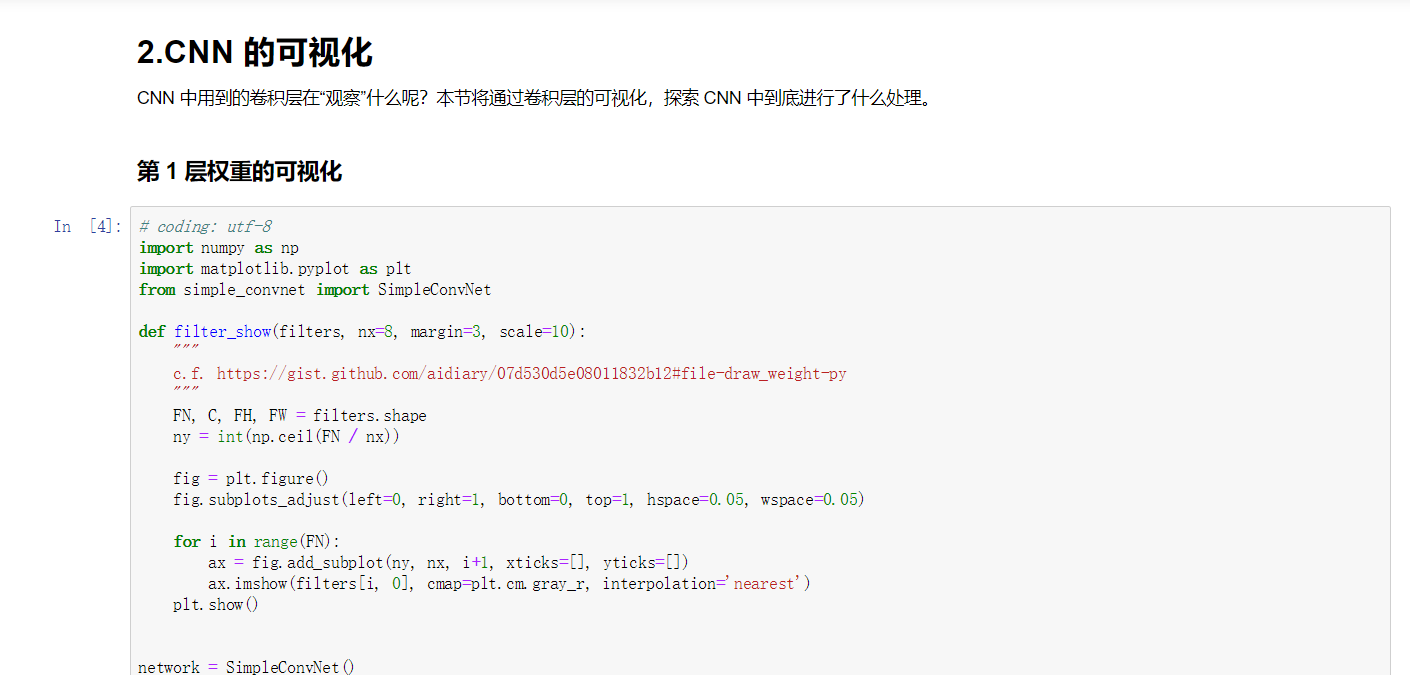 2.CNN 的可视化
CNN 中用到的卷积层在“观察”什么呢？本节将通过卷积层的可视化，探索 CNN 中到底进行了什么处理。
第 1 层权重的可视化
In [4]:
# coding: utf-8
import numpy as np
import matplotlib.pyplot as plt
from simple_convnet import SimpleConvNet
def filter_show(filters, nx=8, margin=3, scale=10):
"""
c.f. https://gist.github.com/aidiary/07d530d5e08011832b12#file-draw_weight-py
"""
FN, C, FH, FW = filters.shape
ny = int(np.ceil(FN / nx))
fig = plt.figure()
fig.subplots_adjust(left=0, right=1, bottom=0, top=1, hspace=0.05, wspace=0.05)
for i in range(FN):
ax = fig.add_subplot(ny, nx, i+1, xticks=[], yticks=[])
ax.imshow(filters[i, 0], cmap=plt.cm.gray_r, interpolation='nearest')
plt.show()
network = SimpleConvNet()